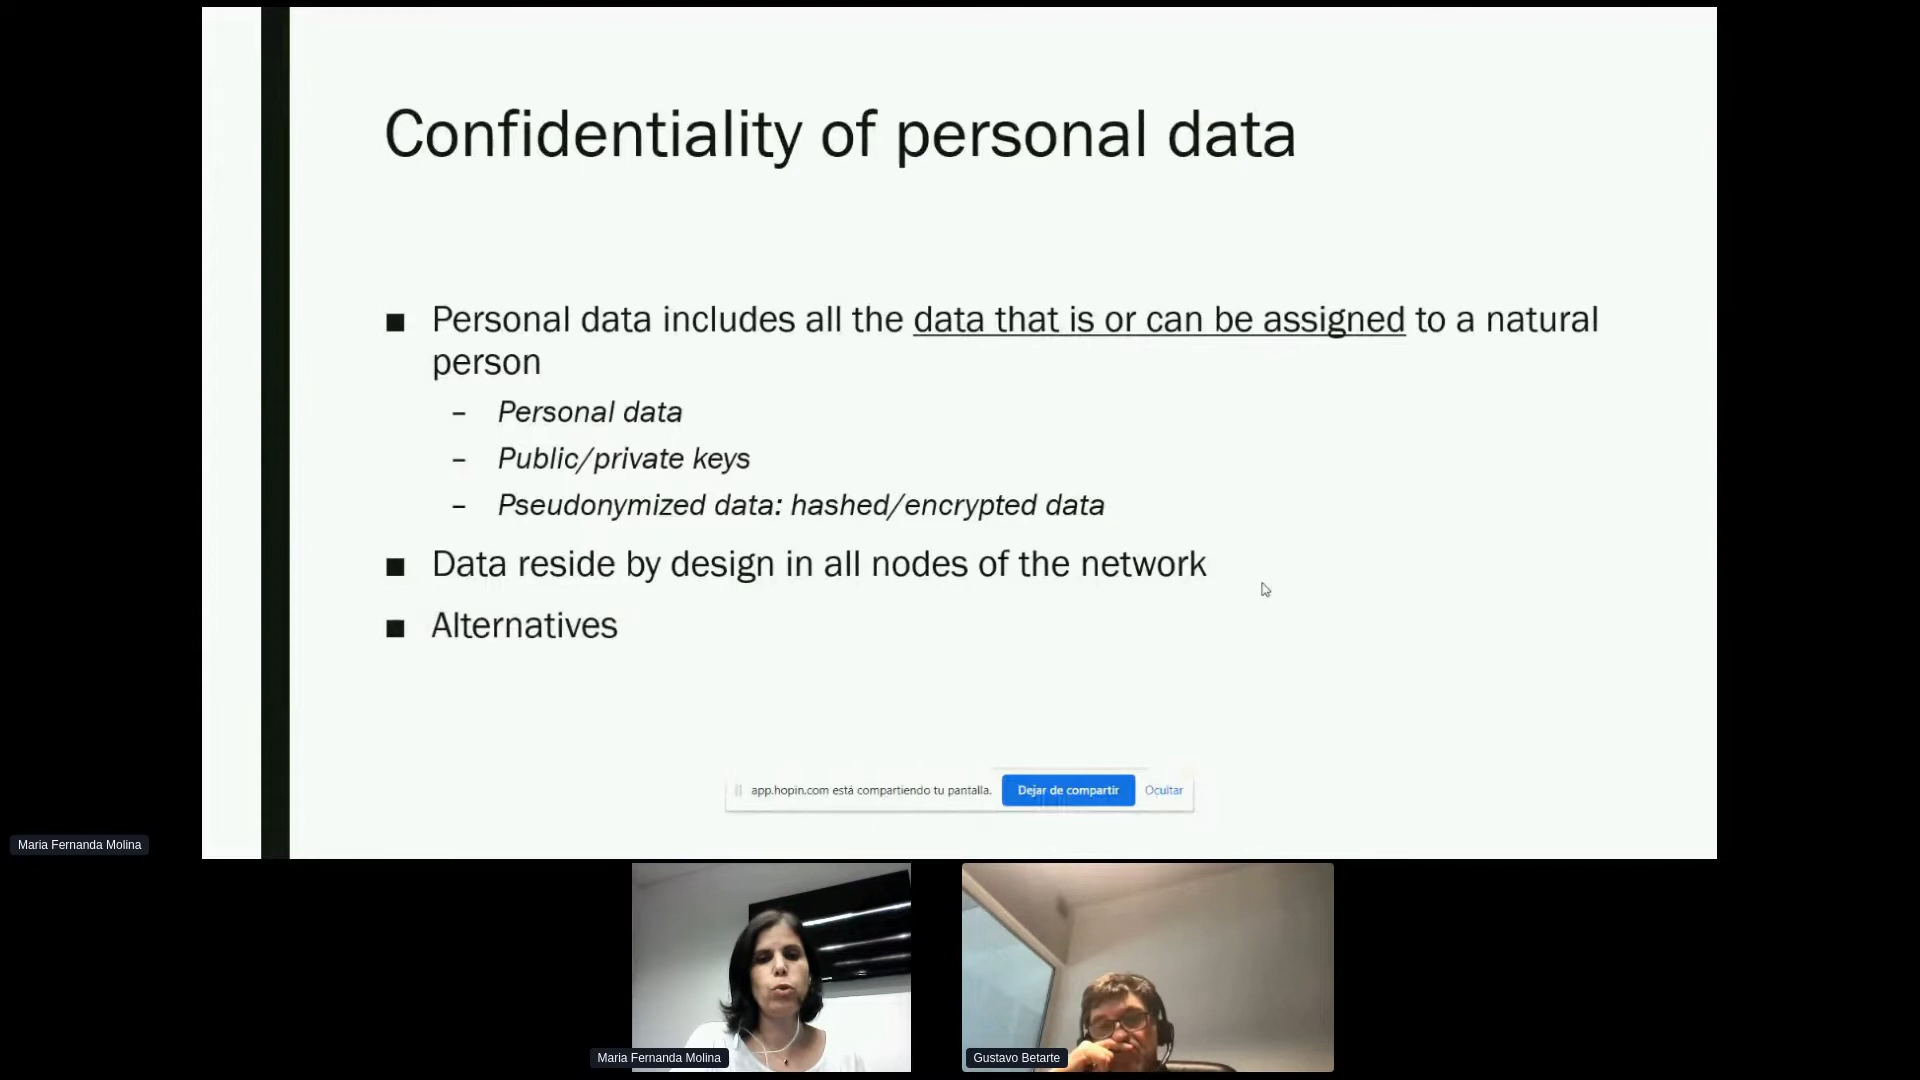 Confidentiality of personal data
■ Personal data includes all the data that is or can be assigned to a natural
person
– Personal data
– Public/private keys
– Pseudonymized data: hashed/encrypted data
■ Data reside by design in all nodes of the network
■ Alternatives
app.hopin.com está compartiendo tu pantalla. Dejar de compartir Ocultar
Maria Fernanda Molina
Maria Fernanda Molina Gustavo Betarte